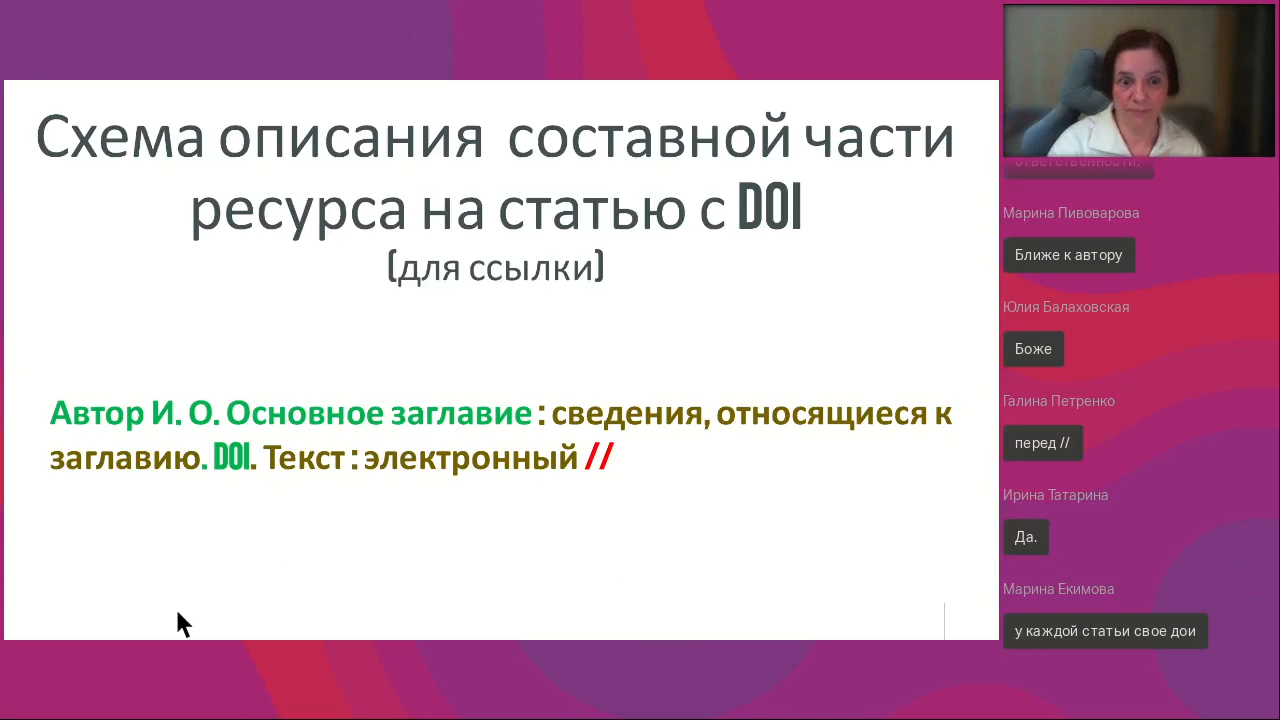 Схема описания составной части
ресурса на статью с DOI
(для ссылки)
Автор И. О. Основное заглавие : сведения, относящиеся к
заглавию. DOI. Текст : электронный //
ответственности.
Марина Пивоварова
Ближе к автору
Юлия Балаховская
Боже
Галина Петренко
перед //
Ирина Татарина
Да.
Марина Екимова
у каждой статьи свое дои